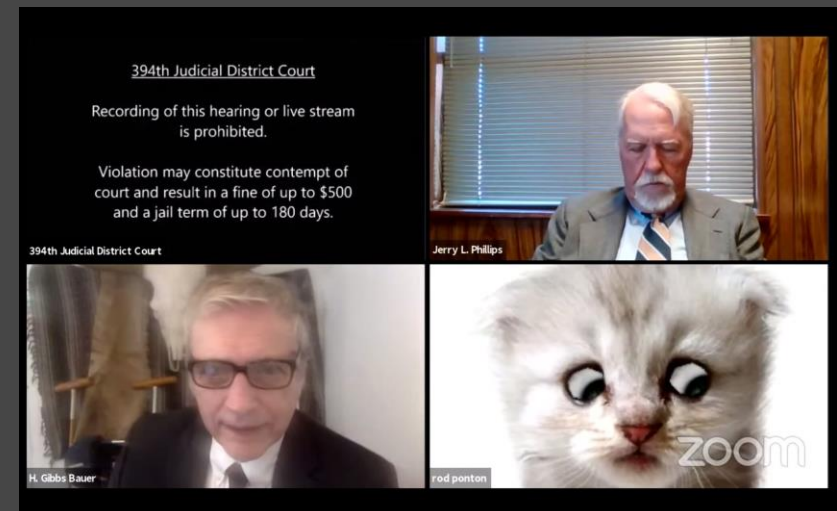 394th Judicial District Court
Recording of this hearing or live stream
is prohibited.
Violation may constitute contempt of
court and result in a fine of up to $500
and a jail term of up to 180 days.
394th Judicial District Court
Jerry L. Phillips
H. Gibbs Bauer
rod ponton
zoom